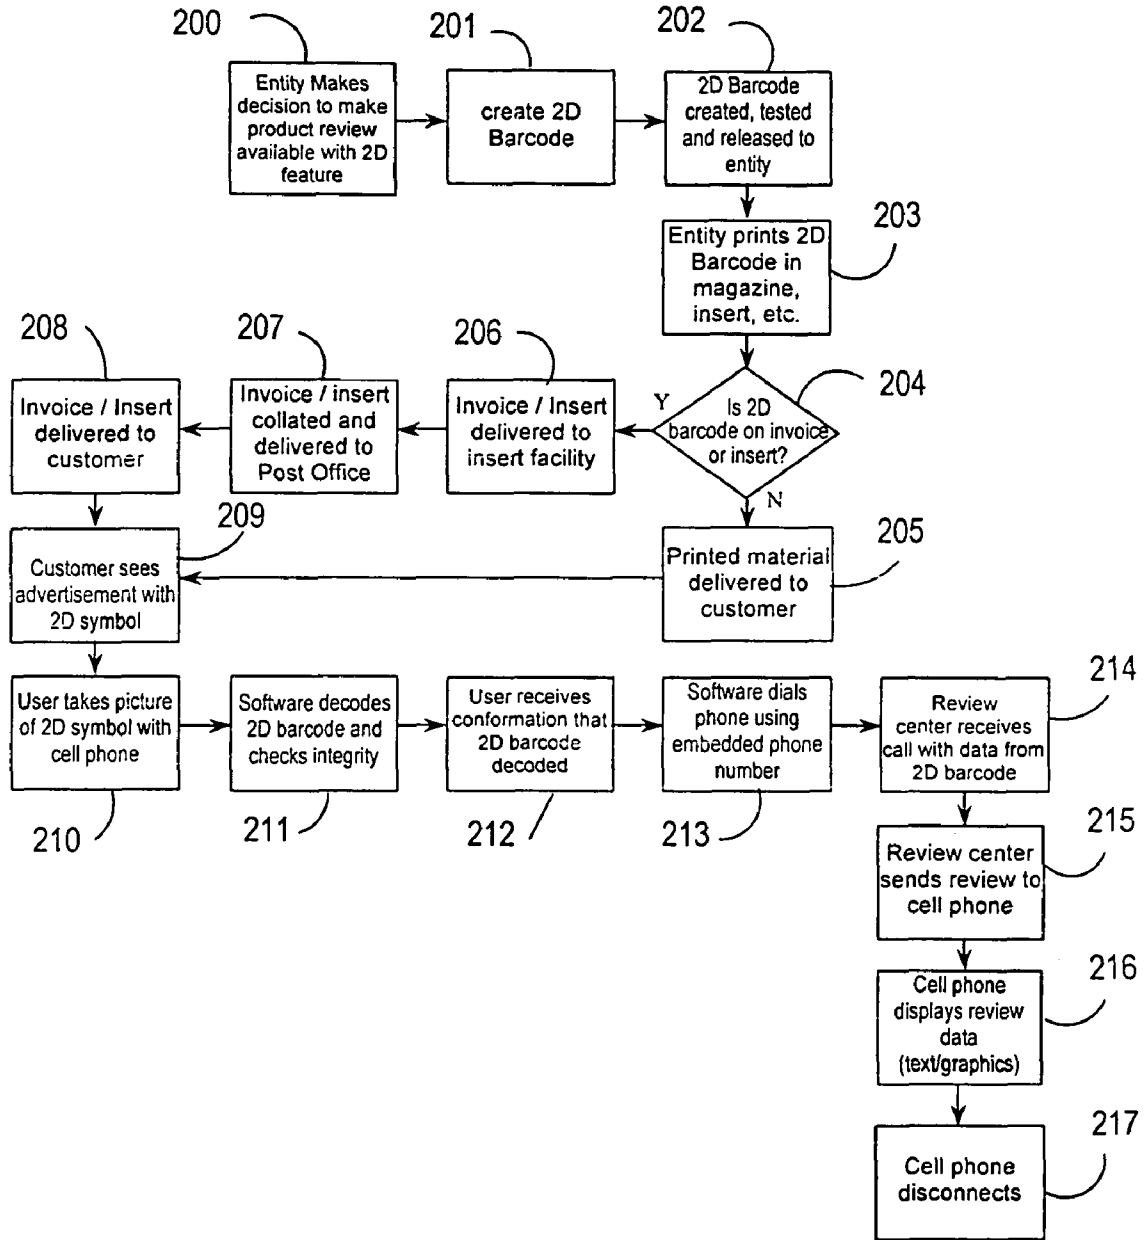 200
Entity Makes
decision to make
product review
available with 2D
feature
201
create 2D
Barcode
202
2D Barcode
created, tested
and released to
entity
203
Entity prints 2D
Barcode in
magazine,
insert, etc.
204
Is 2D
barcode on invoice
or insert?
Y
N
205
Printed material
delivered to
customer
206
Invoice / Insert
delivered to
insert facility
207
Invoice / insert
collated and
delivered to
Post Office
208
Invoice / Insert
delivered to
customer
209
Customer sees
advertisement with
2D symbol
User takes picture
of 2D symbol with
cell phone
210
Software decodes
2D barcode and
checks integrity
211
User receives
conformation that
2D barcode
decoded
212
Software dials
phone using
embedded phone
number
213
214
Review
center receives
call with data from
2D barcode
215
Review center
sends review to
cell phone
216
Cell phone
displays review
data
(text/graphics)
217
Cell phone
disconnects